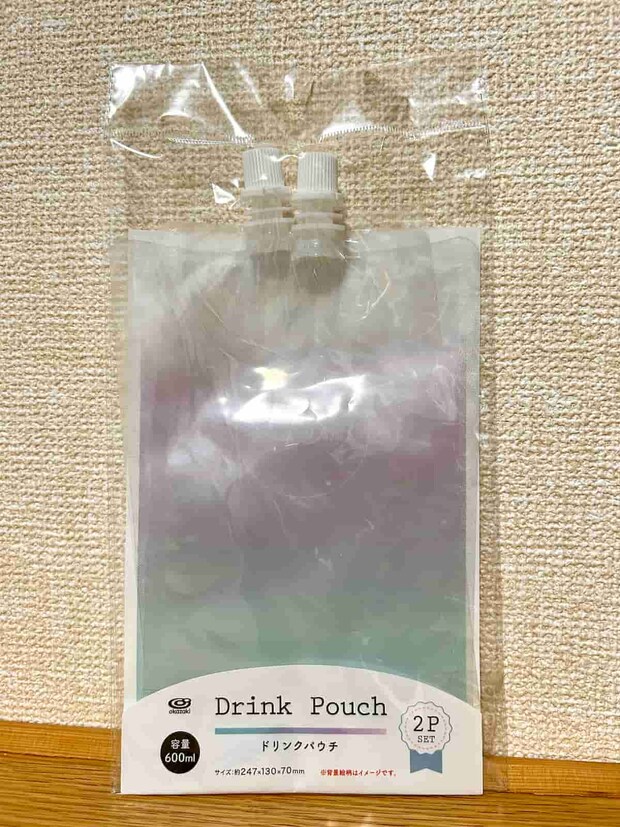 okazaki
Drink Pouch
ドリンクパウチ
2P
SET
容量
600ml
サイズ:約247×130×70mm
※背景絵柄はイメージです。